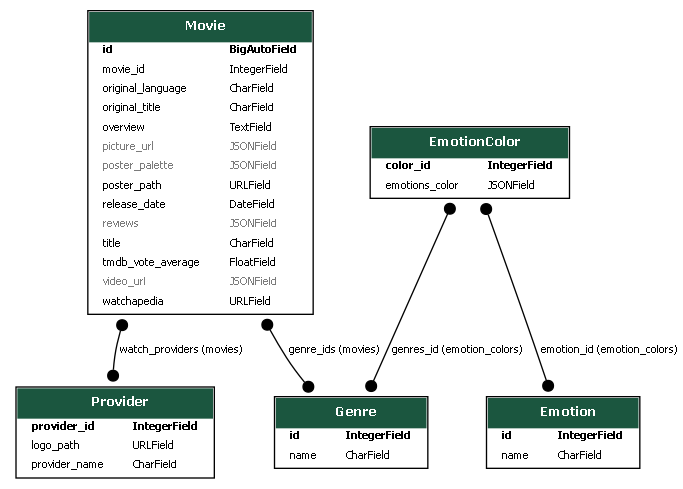 Movie
id BigAutoField
movie_id IntegerField
original_language CharField
original_title CharField
overview TextField
picture_url JSONField
poster_palette JSONField
poster_path URLField
release_date DateField
reviews JSONField
title CharField
tmdb_vote_average FloatField
video_url JSONField
watchapedia URLField
EmotionColor
color_id IntegerField
emotions_color JSONField
watch_providers (movies)
genre_ids (movies)
genres_id (emotion_colors)
emotion_id (emotion_colors)
Provider
provider_id IntegerField
logo_path URLField
provider_name CharField
Genre
id IntegerField
name CharField
Emotion
id IntegerField
name CharField